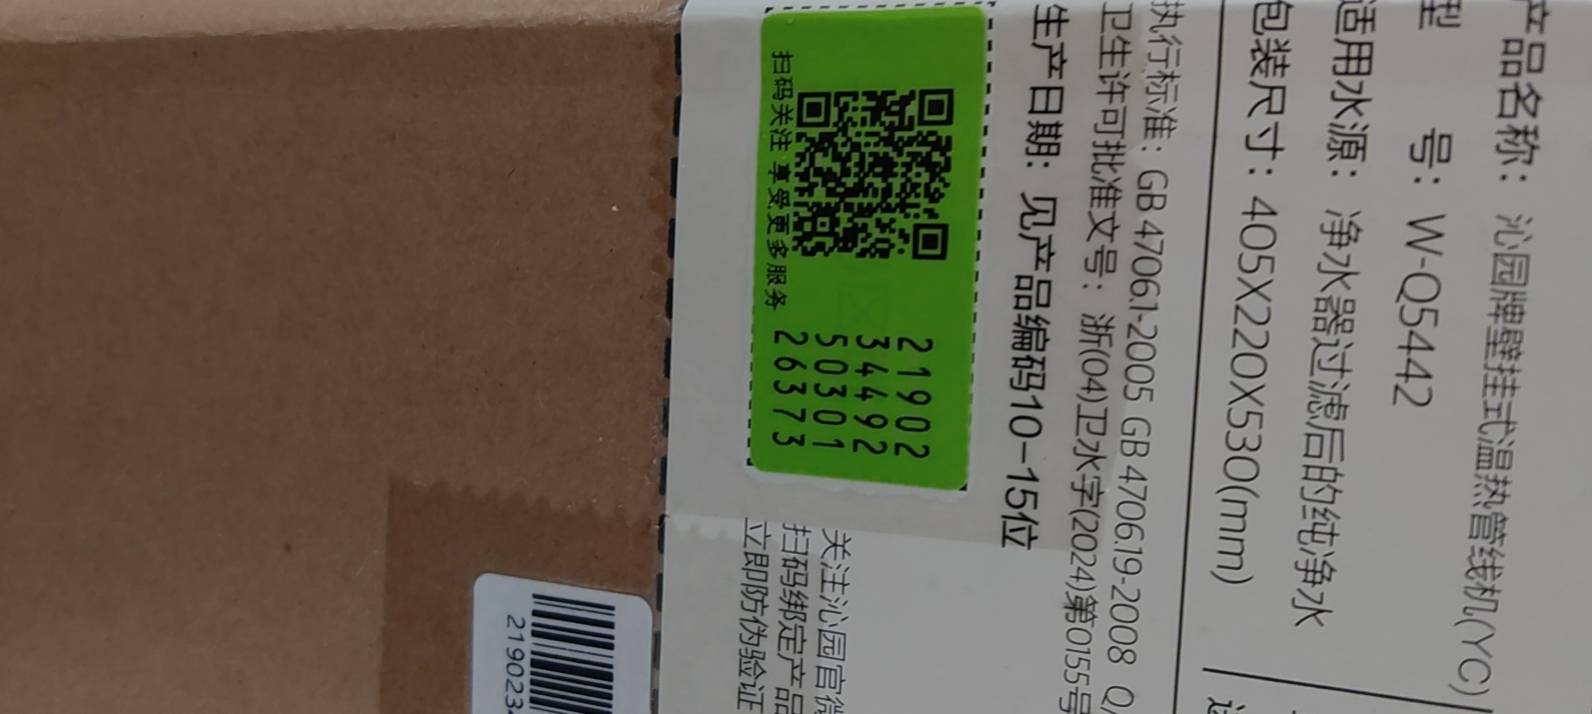 产品名称：沁园牌壁挂式温热管线机(YC)
型 号：W-Q5442
适用水源：净水器过滤后的纯净水
包装尺寸：405X220X530(mm)
执行标准：GB 4706.1-2005 GB 4706.19-2008 Q/
卫生许可批准文号：浙(04)卫水字(2024)第0155号
生产日期：见产品编码10-15位
21902
34492
50301
26373
扫码关注 享受更多服务
关注沁园官微
扫码绑定产品
立即防伪验证
219023